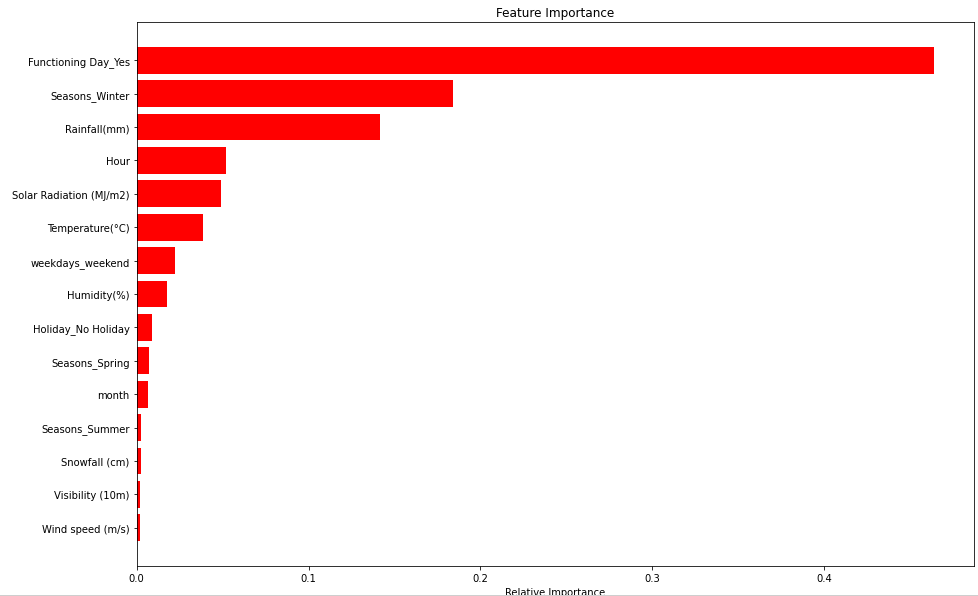 Feature Importance
Functioning Day_Yes
Seasons_Winter
Rainfall(mm)
Hour
Solar Radiation (MJ/m2)
Temperature(°C)
weekdays_weekend
Humidity(%)
Holiday_No Holiday
Seasons_Spring
month
Seasons_Summer
Snowfall (cm)
Visibility (10m)
Wind speed (m/s)
0.0 0.1 0.2 0.3 0.4
Relative Importance